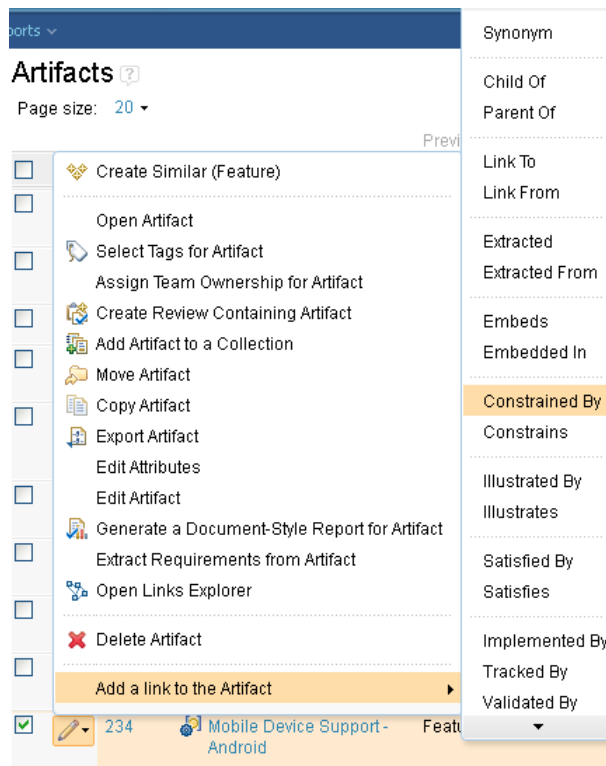 ports
Artifacts ?
Page size: 20
Previ
Create Similar (Feature)
Open Artifact
Select Tags for Artifact
Assign Team Ownership for Artifact
Create Review Containing Artifact
Add Artifact to a Collection
Move Artifact
Copy Artifact
Export Artifact
Edit Attributes
Edit Artifact
Generate a Document-Style Report for Artifact
Extract Requirements from Artifact
Open Links Explorer
Delete Artifact
Add a link to the Artifact
234 Mobile Device Support - Featu
Android
Synonym
Child Of
Parent Of
Link To
Link From
Extracted
Extracted From
Embeds
Embedded In
Constrained By
Constrains
Illustrated By
Illustrates
Satisfied By
Satisfies
Implemented By
Tracked By
Validated By